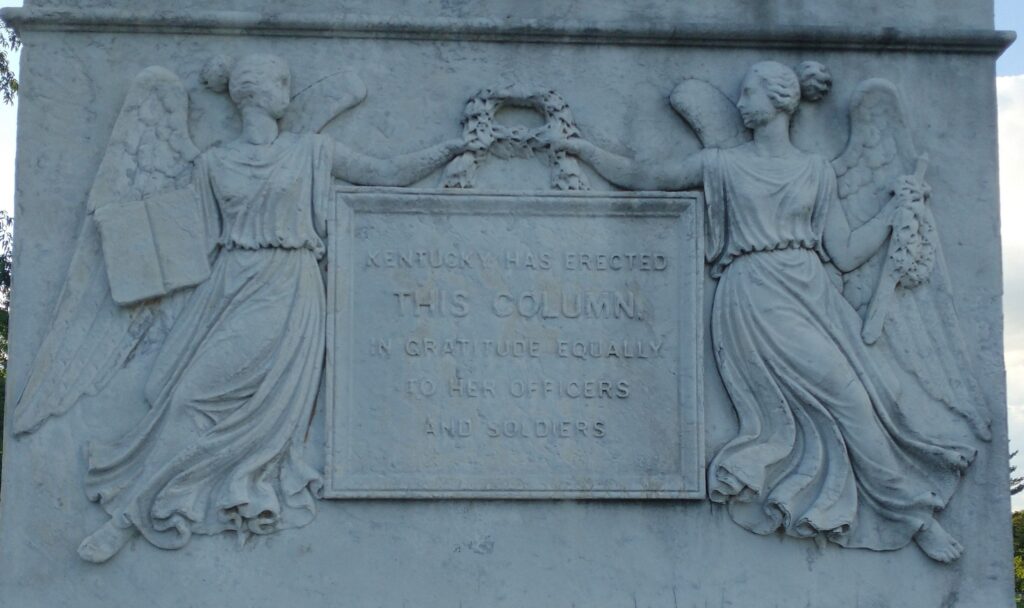 KENTUCKY HAS ERECTED
THIS COLUMN,
IN GRATITUDE EQUALLY
TO HER OFFICERS
AND SOLDIERS